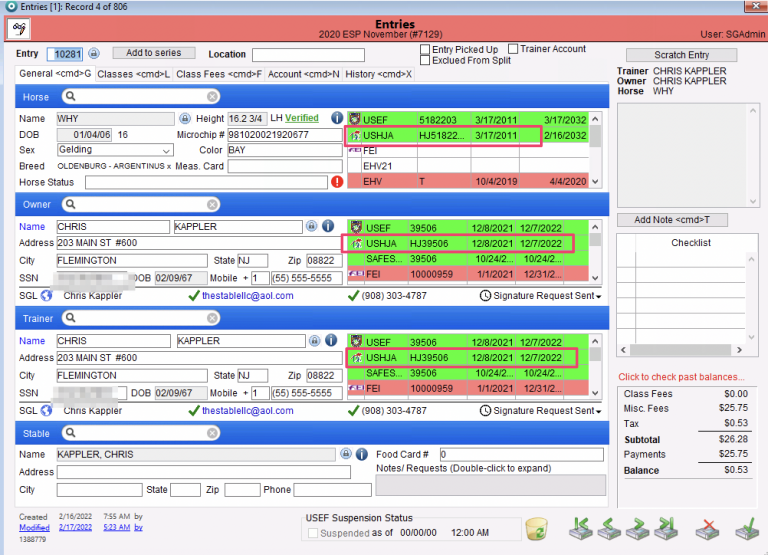 Entries [1]: Record 4 of 806
Entries
2020 ESP November (#7129)
User: SGAdmin
Entry 10281 Add to series Location
Entry Picked Up Trainer Account
Exclued From Split
General <cmd>G Classes <cmd>L Class Fees <cmd>F Account <cmd>N History <cmd>X
Horse
Name WHY Height 16.2 3/4 LH Verified
DOB 01/04/06 16 Microchip # 981020021920677
Sex Gelding Color BAY
Breed OLDENBURG - ARGENTINUS x Meas. Card
Horse Status
USEF 5182203 3/17/2011 3/17/2032
USHJA HJ51822... 3/17/2011 2/16/2032
FEI
EHV21
EHV T 10/4/2019 4/4/2020
Owner
Name CHRIS KAPPLER
Address 203 MAIN ST #600
City FLEMINGTON State NJ Zip 08822
SSN DOB 02/09/67 Mobile + 1 (55) 555-5555
USEF 39506 12/8/2021 12/7/2022
USHJA HJ39506 12/8/2021 12/7/2022
SAFES... 39506 10/24/2... 10/24/2...
FEI 10000959 1/1/2021 12/31/2...
SGL Chris Kappler thestablellc@aol.com (908) 303-4787 Signature Request Sent
Trainer
Name CHRIS KAPPLER
Address 203 MAIN ST #600
City FLEMINGTON State NJ Zip 08822
SSN DOB 02/09/67 Mobile + 1 (55) 555-5555
USEF 39506 12/8/2021 12/7/2022
USHJA HJ39506 12/8/2021 12/7/2022
SAFES... 39506 10/24/2... 10/24/2...
FEI 10000959 1/1/2021 12/31/2...
SGL Chris Kappler thestablellc@aol.com (908) 303-4787 Signature Request Sent
Stable
Name KAPPLER, CHRIS Food Card # 0
Address Notes/ Requests (Double-click to expand)
City State Zip Phone
Created 2/16/2022 7:55 AM by
Modified 2/17/2022 5:23 AM by
1388779
USEF Suspension Status
Suspended as of 00/00/00 12:00 AM
Scratch Entry
Trainer CHRIS KAPPLER
Owner CHRIS KAPPLER
Horse WHY
Add Note <cmd>T
Checklist
Click to check past balances...
Class Fees $0.00
Misc. Fees $25.75
Tax $0.53
Subtotal $26.28
Payments $25.75
Balance $0.53